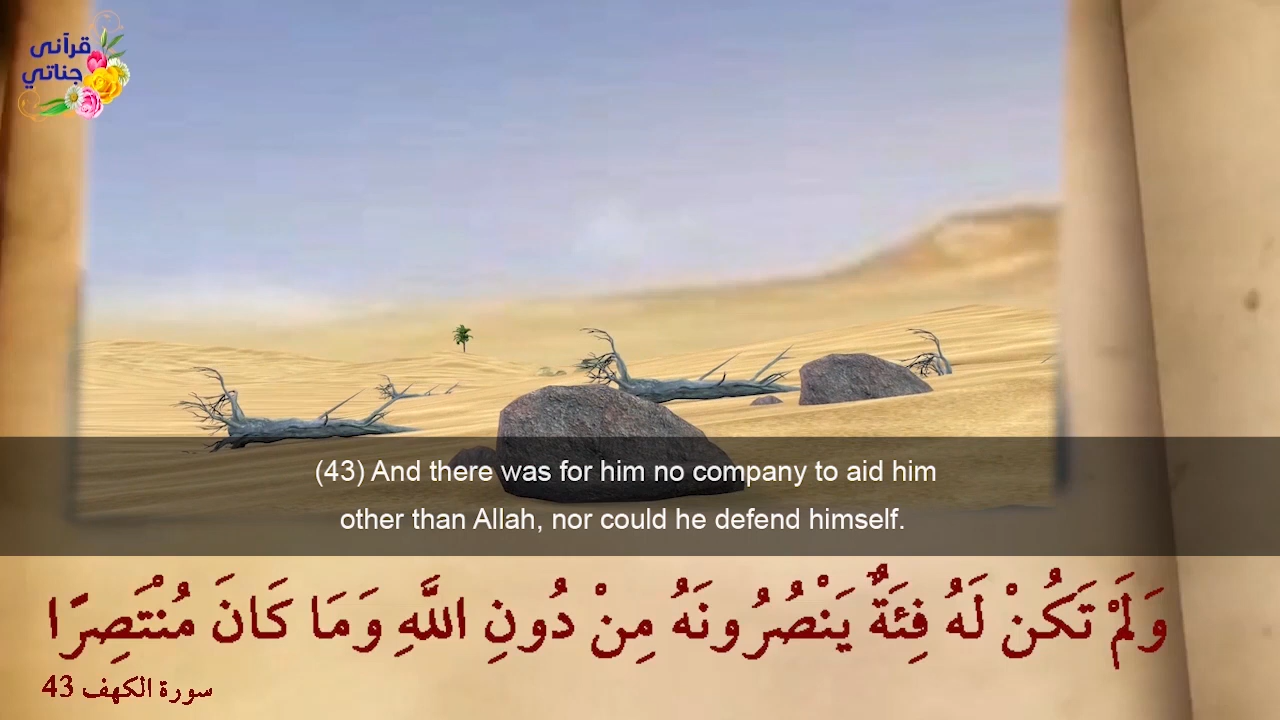 قرآنى
جناتي
(43) And there was for him no company to aid him
other than Allah, nor could he defend himself.
وَلَمْ تَكُنْ لَهُ فِئَةٌ يَنْصُرُونَهُ مِنْ دُونِ اللَّهِ وَمَا كَانَ مُنْتَصِرًا
سورة الكهف 43